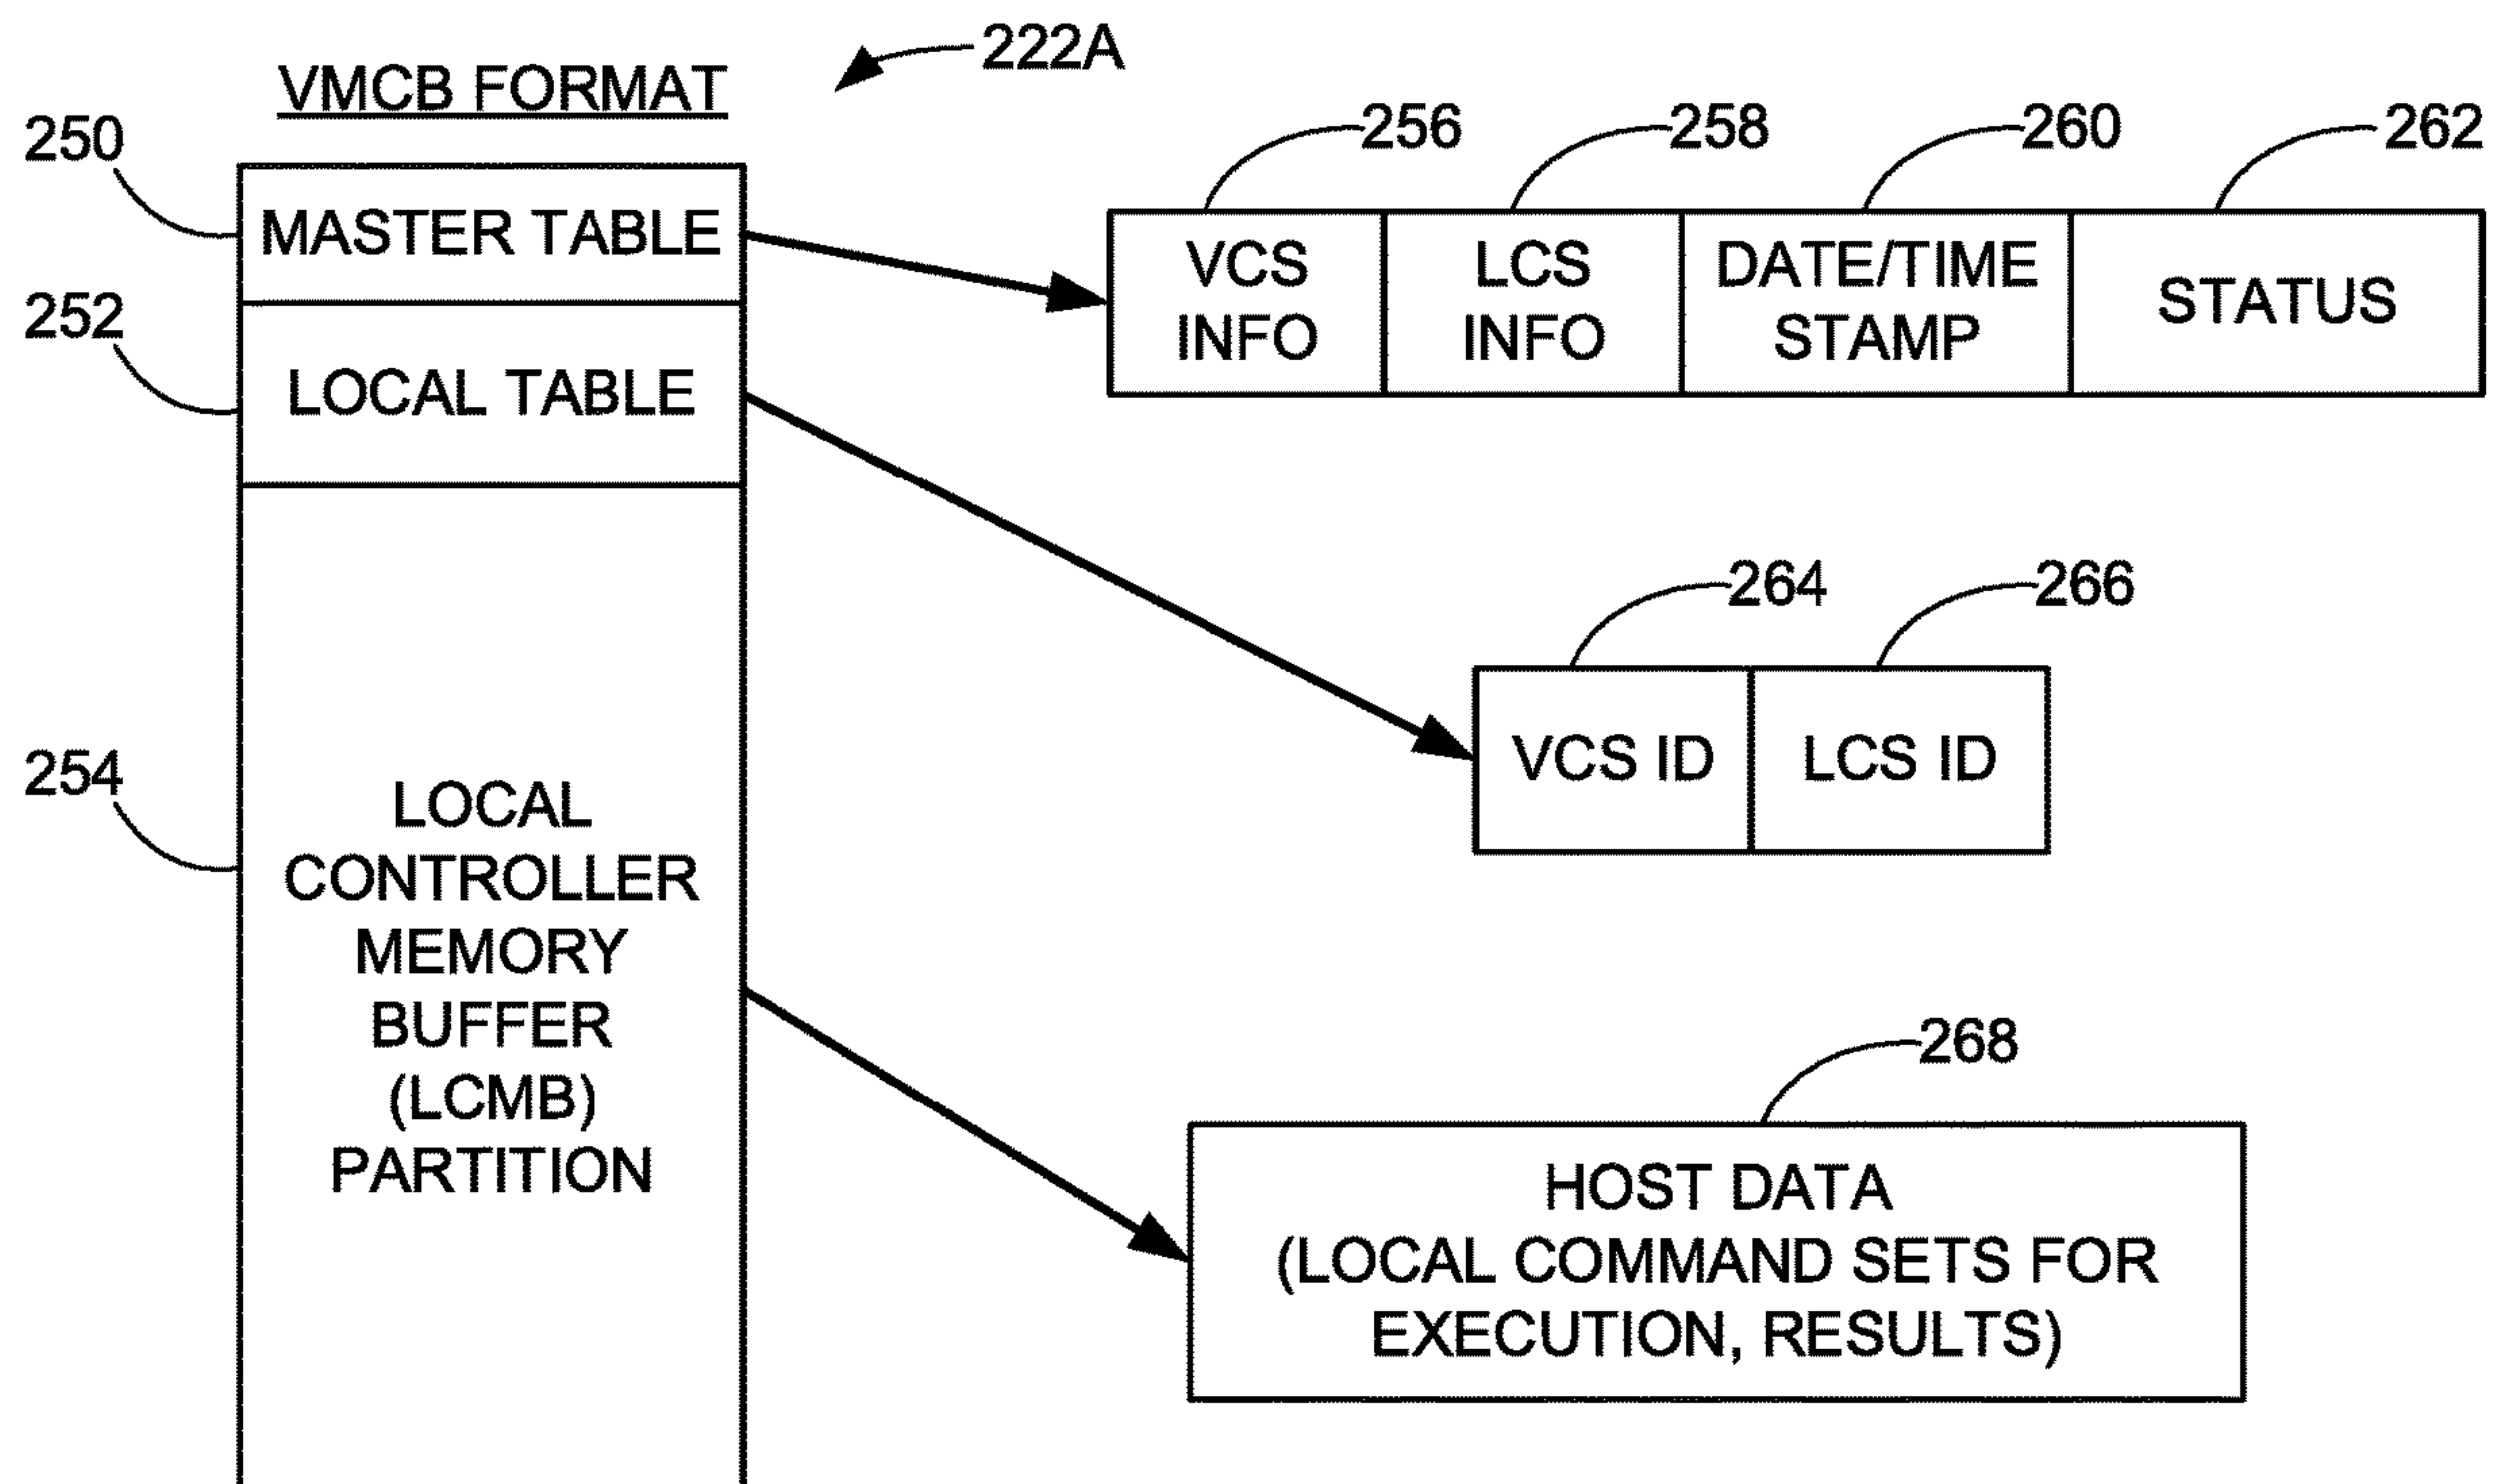 222A
VMCB FORMAT
250
256
258
260
262
MASTER TABLE
VCS
INFO
LCS
INFO
DATE/TIME
STAMP
STATUS
252
LOCAL TABLE
264
266
VCS ID
LCS ID
254
LOCAL
CONTROLLER
MEMORY
BUFFER
(LCMB)
PARTITION
268
HOST DATA
(LOCAL COMMAND SETS FOR
EXECUTION, RESULTS)